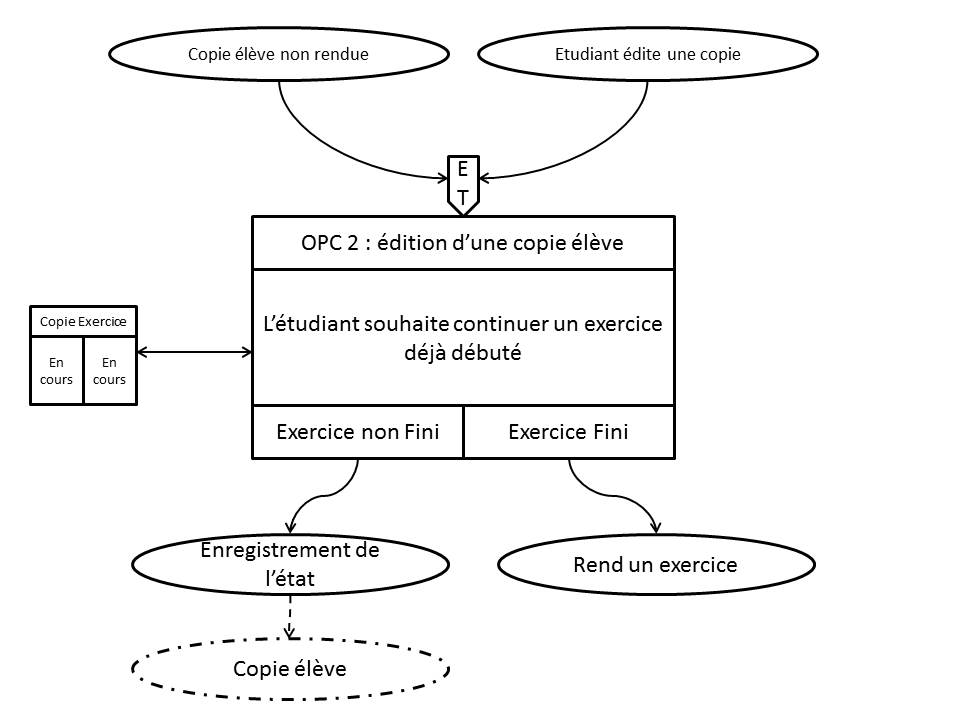 Copie élève non rendue
Etudiant édite une copie
E
T
OPC 2 : édition d’une copie élève
L’étudiant souhaite continuer un exercice
déjà débuté
Copie Exercice
En
cours
En
cours
Exercice non Fini
Exercice Fini
Enregistrement de
l’état
Rend un exercice
Copie élève